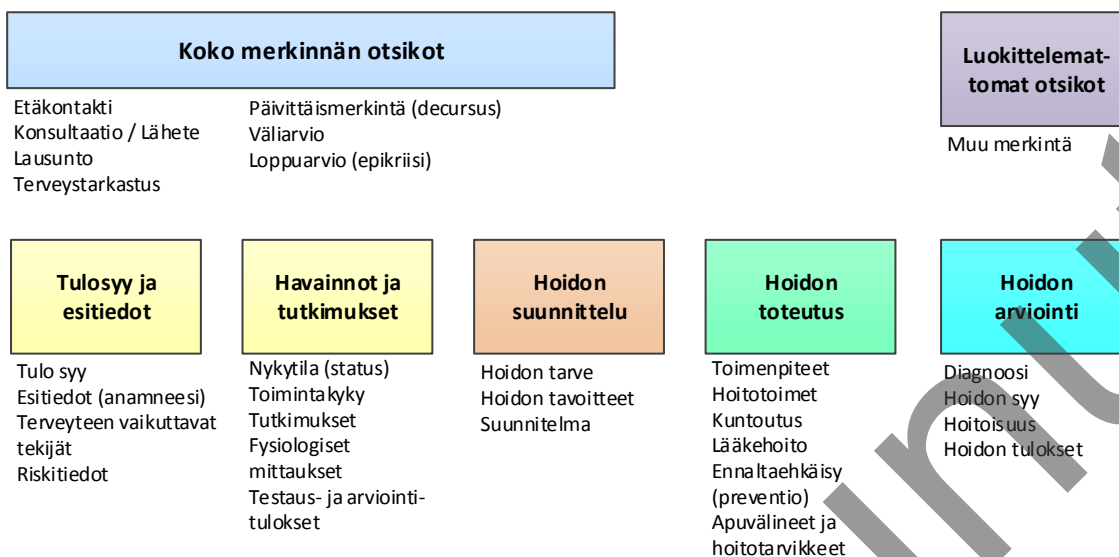 Koko merkinnän otsikot
Luokittelemat-
tomat otsikot
Etäkontakti
Konsultaatio / Lähete
Lausunto
Terveystarkastus
Päivittäismerkintä (decursus)
Väliarvio
Loppuarvio (epikriisi)
Muu merkintä
Tulosyy ja
esitiedot
Tulo syy
Esitiedot (anamneesi)
Terveyteen vaikuttavat
tekijät
Riskitiedot
Havainnot ja
tutkimukset
Nykytila (status)
Toimintakyky
Tutkimukset
Fysiologiset
mittaukset
Testaus- ja arviointi-
tulokset
Hoidon
suunnittelu
Hoidon tarve
Hoidon tavoitteet
Suunnitelma
Hoidon
toteutus
Toimenpiteet
Hoitotoimet
Kuntoutus
Lääkehoito
Ennaltaehkäisy
(preventio)
Apuvälineet ja
hoitotarvikkeet
Hoidon
arviointi
Diagnoosi
Hoidon syy
Hoitoisuus
Hoidon tulokset